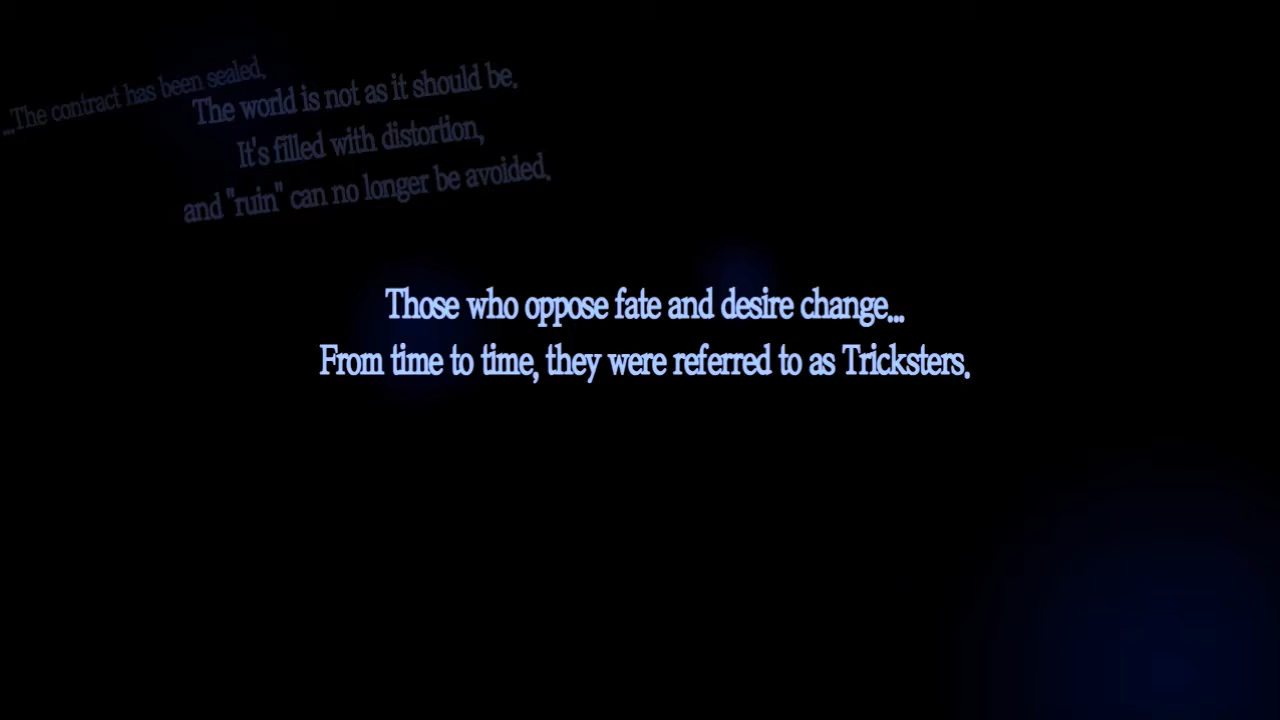 ...The contract has been sealed.
The world is not as it should be.
It's filled with distortion,
and "ruin" can no longer be avoided.
Those who oppose fate and desire change...
From time to time, they were referred to as Tricksters.